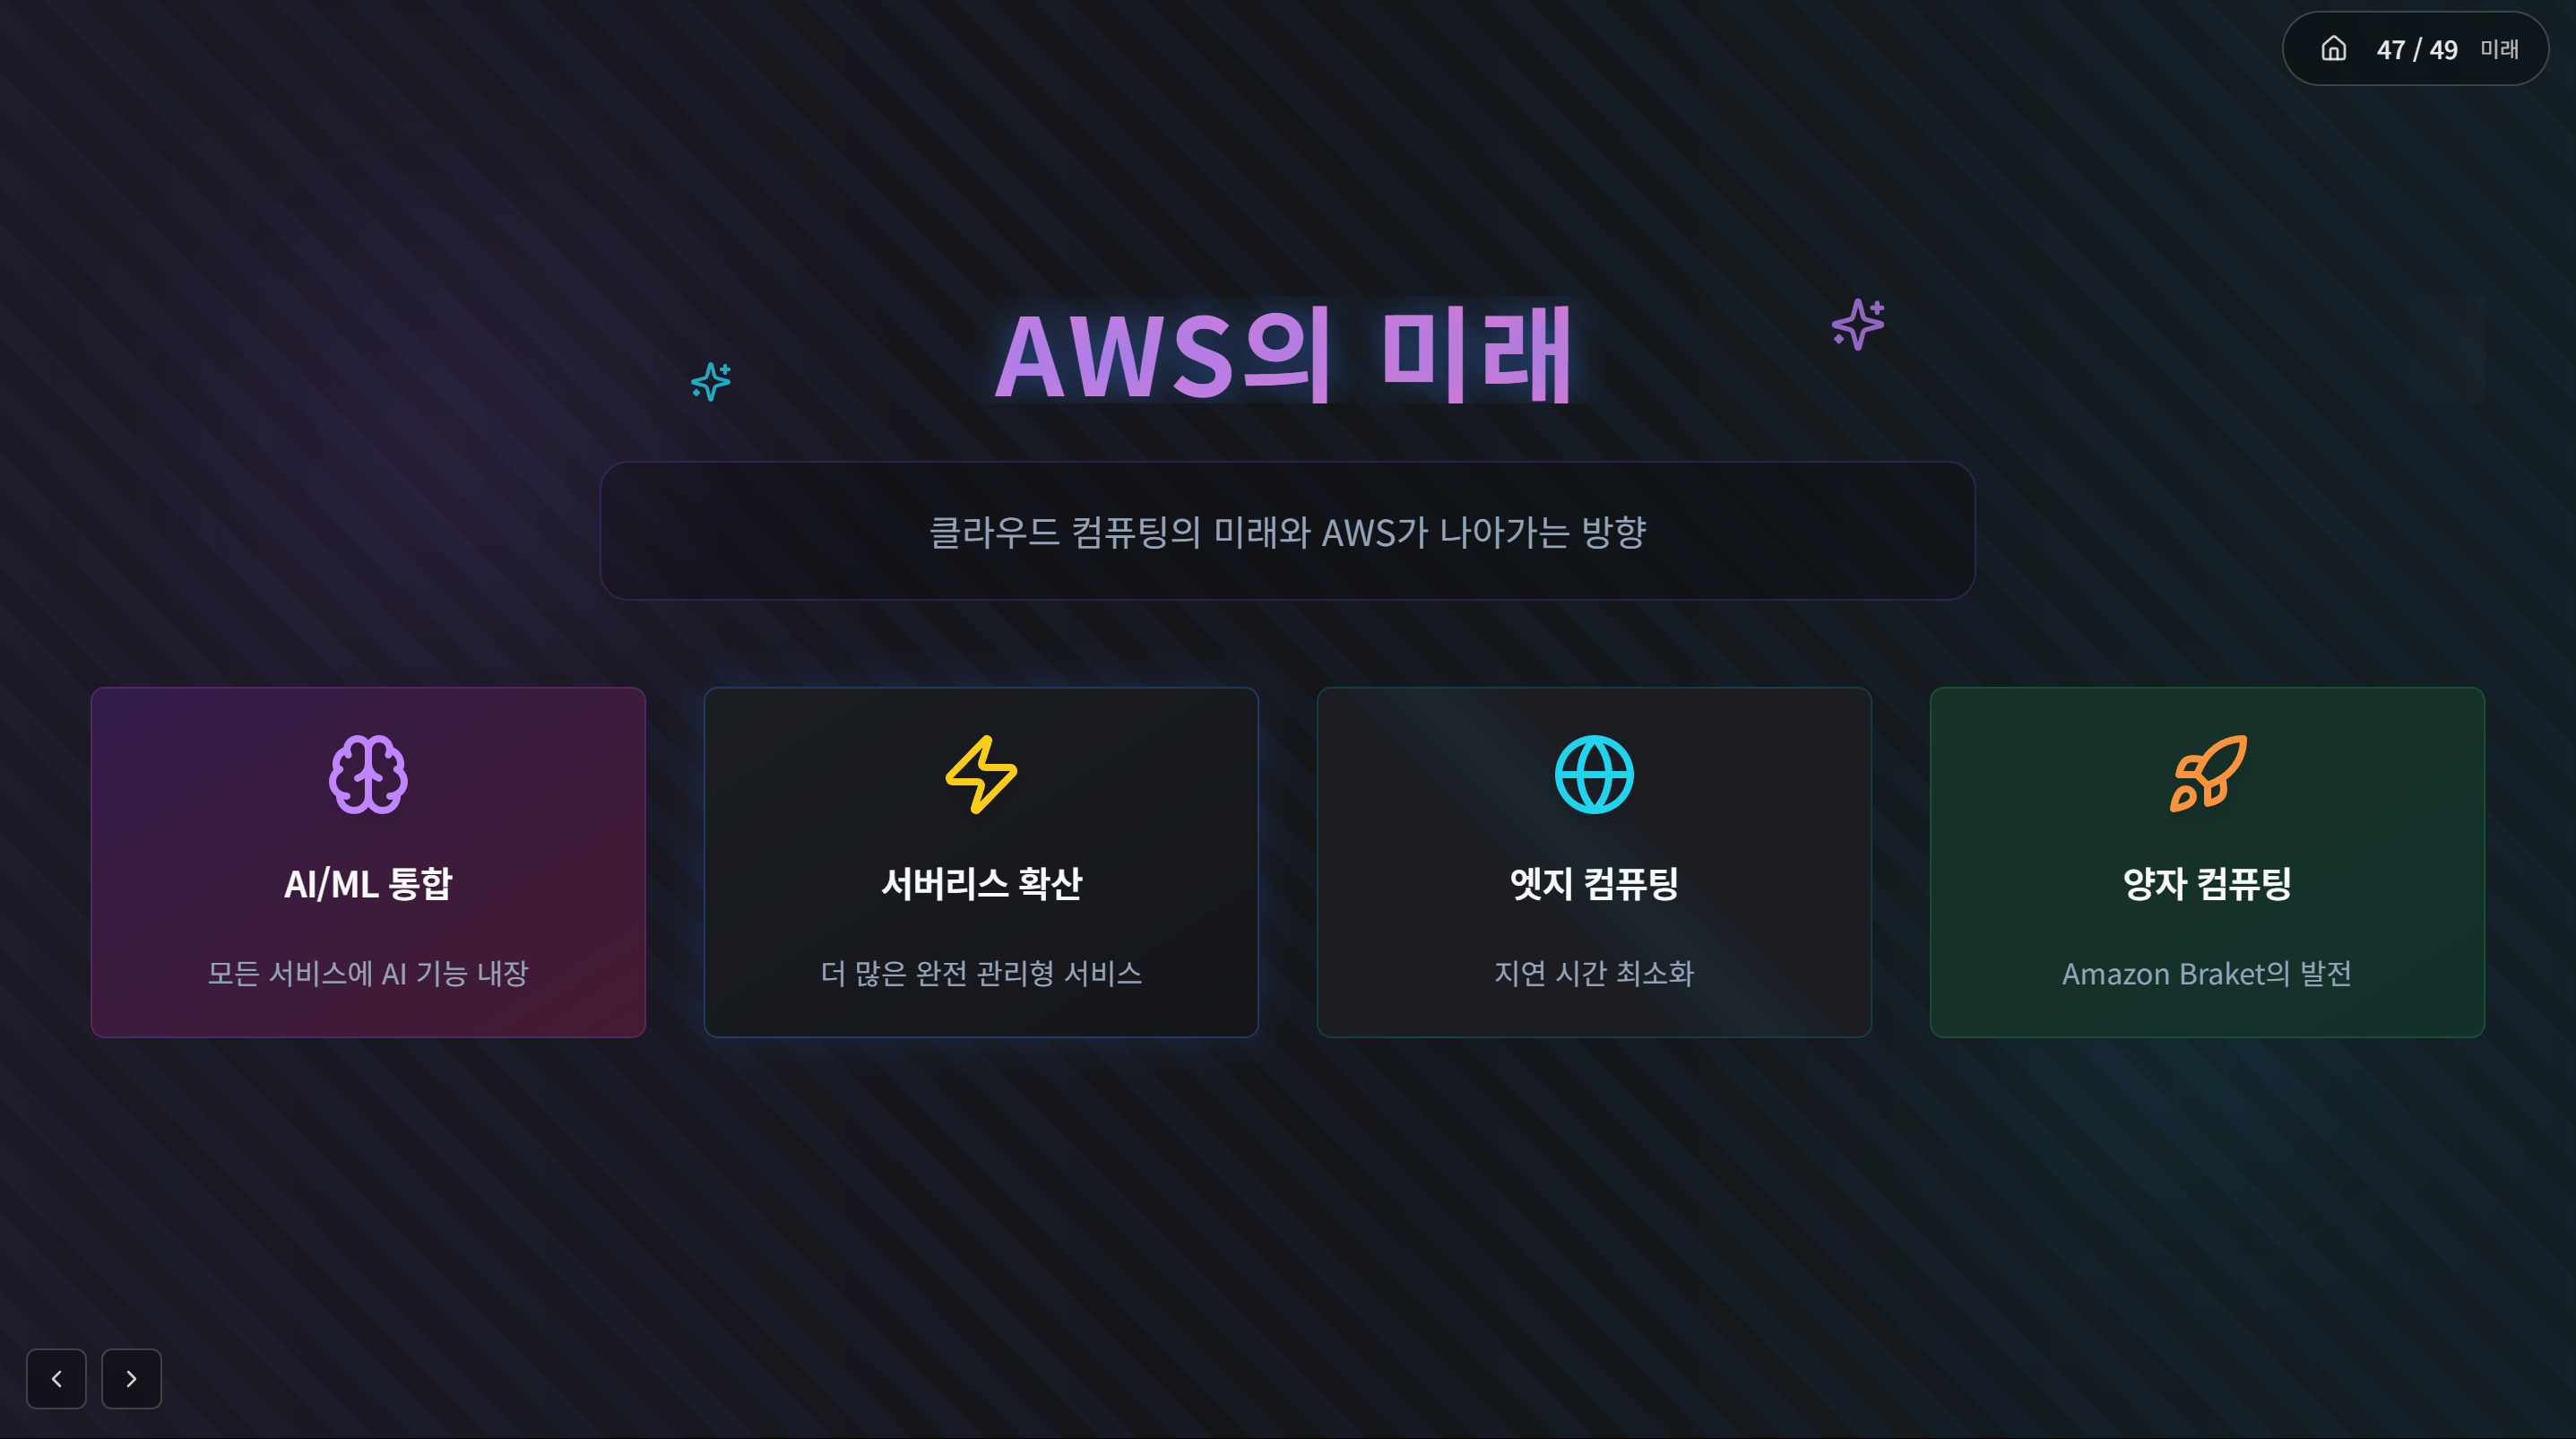 47 / 49 미래
AWS의 미래
클라우드 컴퓨팅의 미래와 AWS가 나아가는 방향
AI/ML 통합
모든 서비스에 AI 기능 내장
서버리스 확산
더 많은 완전 관리형 서비스
엣지 컴퓨팅
지연 시간 최소화
양자 컴퓨팅
Amazon Braket의 발전